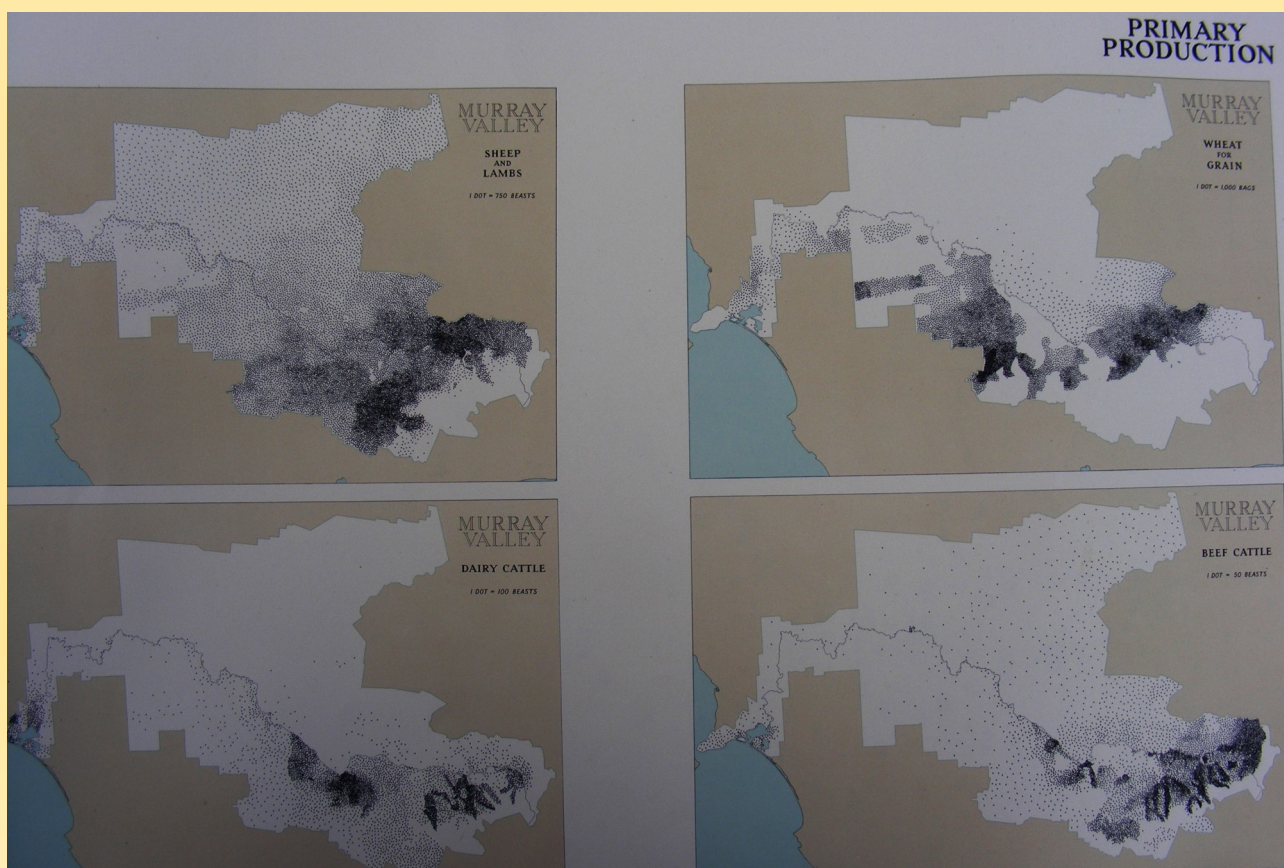 PRIMARY
PRODUCTION
MURRAY
VALLEY
SHEEP
AND
LAMBS
1 DOT = 750 BEASTS
MURRAY
VALLEY
WHEAT
FOR
GRAIN
1 DOT = 1,000 BAGS
MURRAY
VALLEY
DAIRY CATTLE
1 DOT = 100 BEASTS
MURRAY
VALLEY
BEEF CATTLE
1 DOT = 50 BEASTS